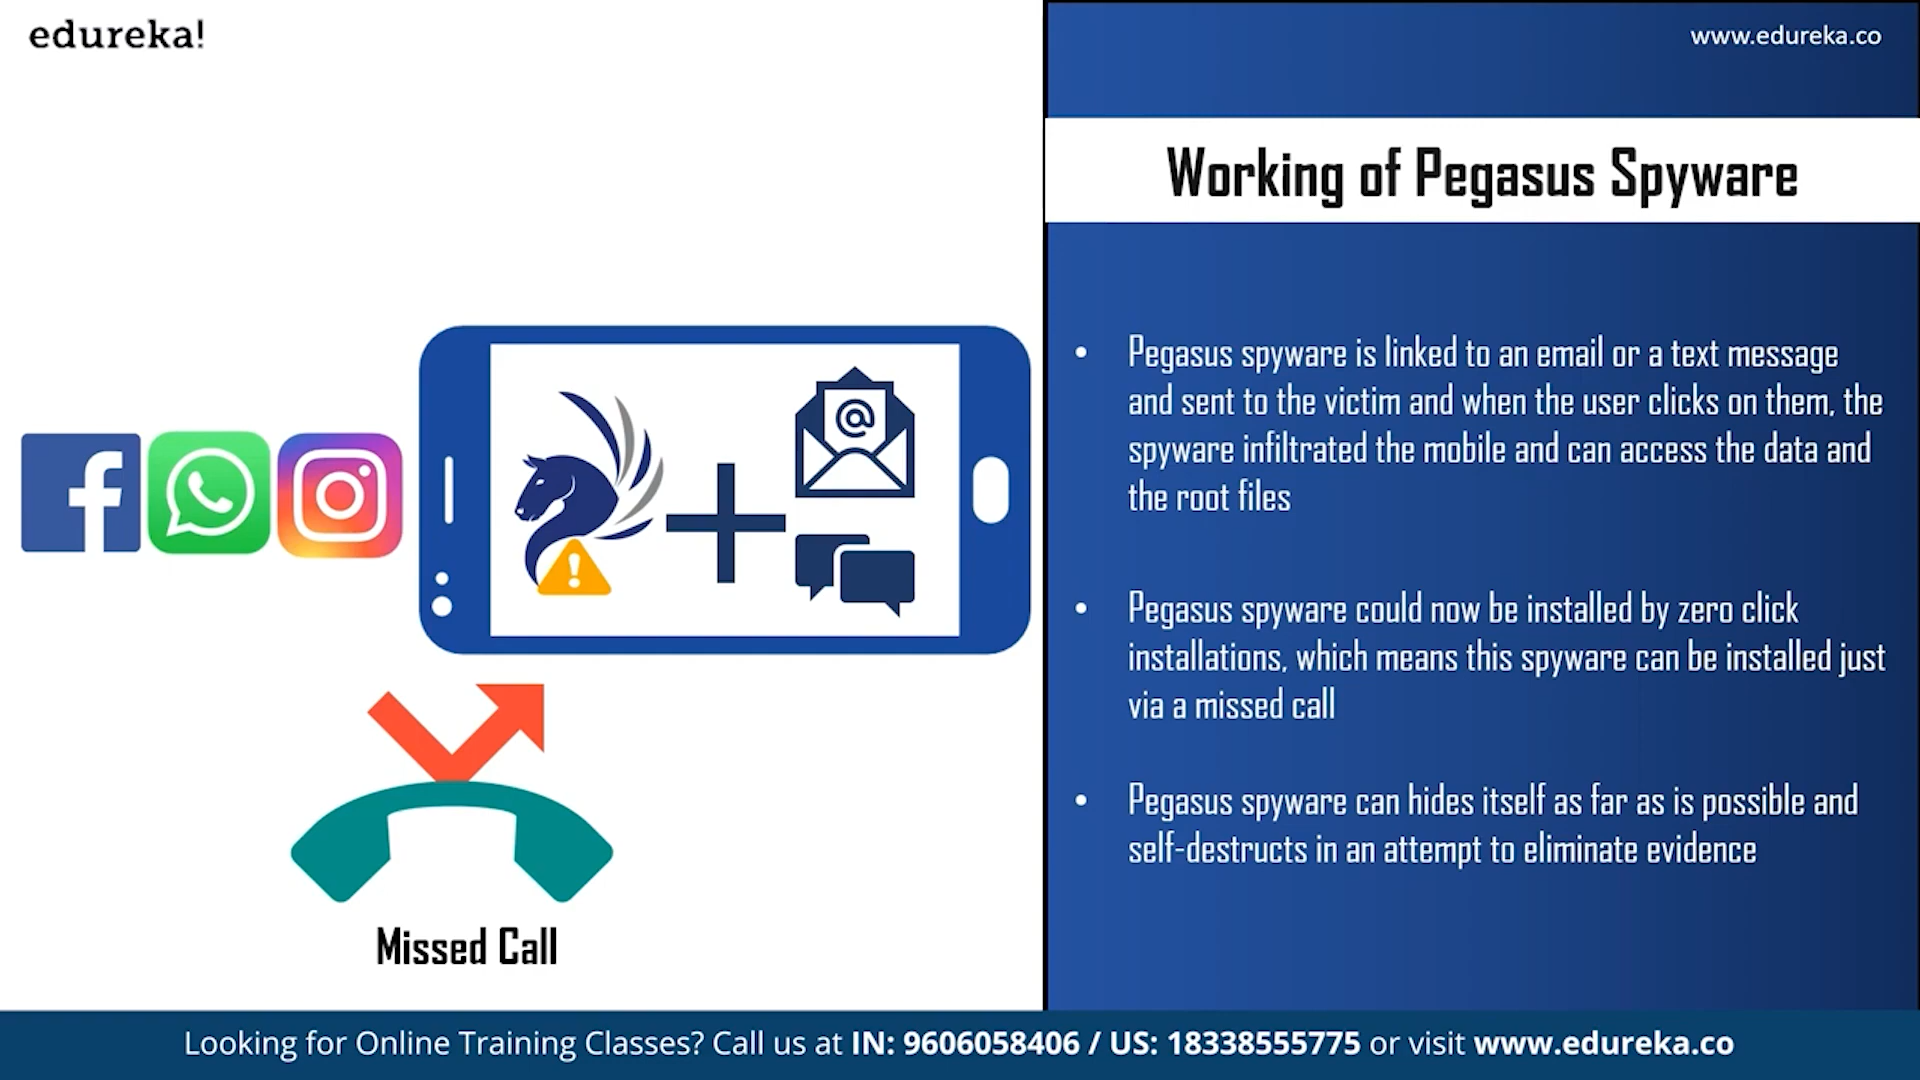 edureka!
www.edureka.co
Working of Pegasus Spyware
• Pegasus spyware is linked to an email or a text message
and sent to the victim and when the user clicks on them, the
spyware infiltrated the mobile and can access the data and
the root files
• Pegasus spyware could now be installed by zero click
installations, which means this spyware can be installed just
via a missed call
• Pegasus spyware can hides itself as far as is possible and
self-destructs in an attempt to eliminate evidence
@
Missed Call
Looking for Online Training Classes? Call us at IN: 9606058406 / US: 18338555775 or visit www.edureka.co